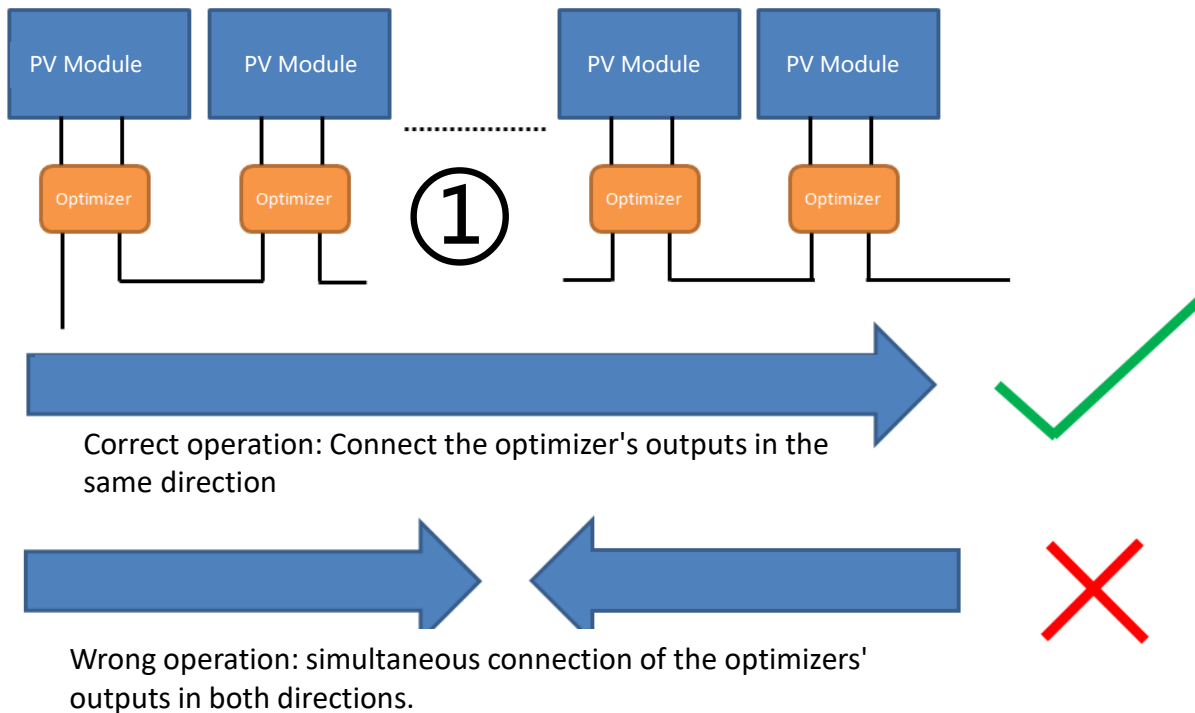 PV Module
PV Module
PV Module
PV Module
Optimizer
Optimizer
①
Optimizer
Optimizer
Correct operation: Connect the optimizer's outputs in the
same direction
Wrong operation: simultaneous connection of the optimizers'
outputs in both directions.